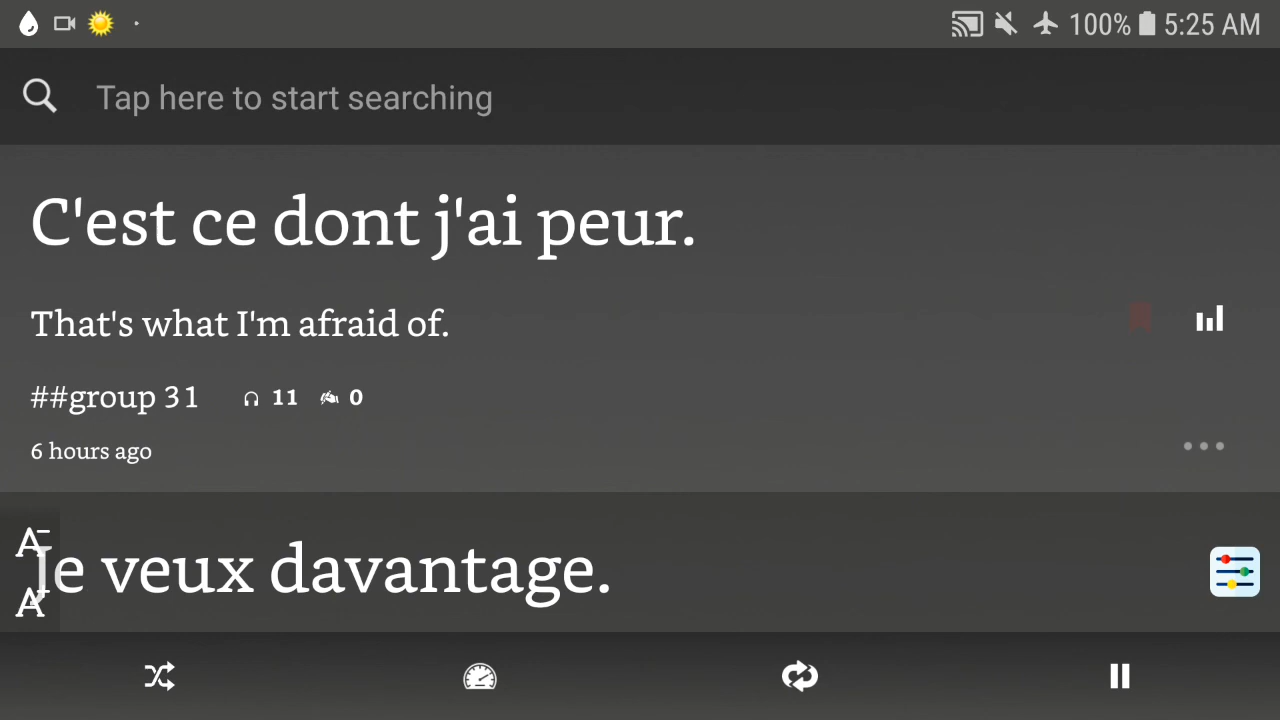 100% 5:25 AM
Tap here to start searching
C'est ce dont j'ai peur.
That's what I'm afraid of.
##group 31 11 0
6 hours ago
A-
Je veux davantage.
A+